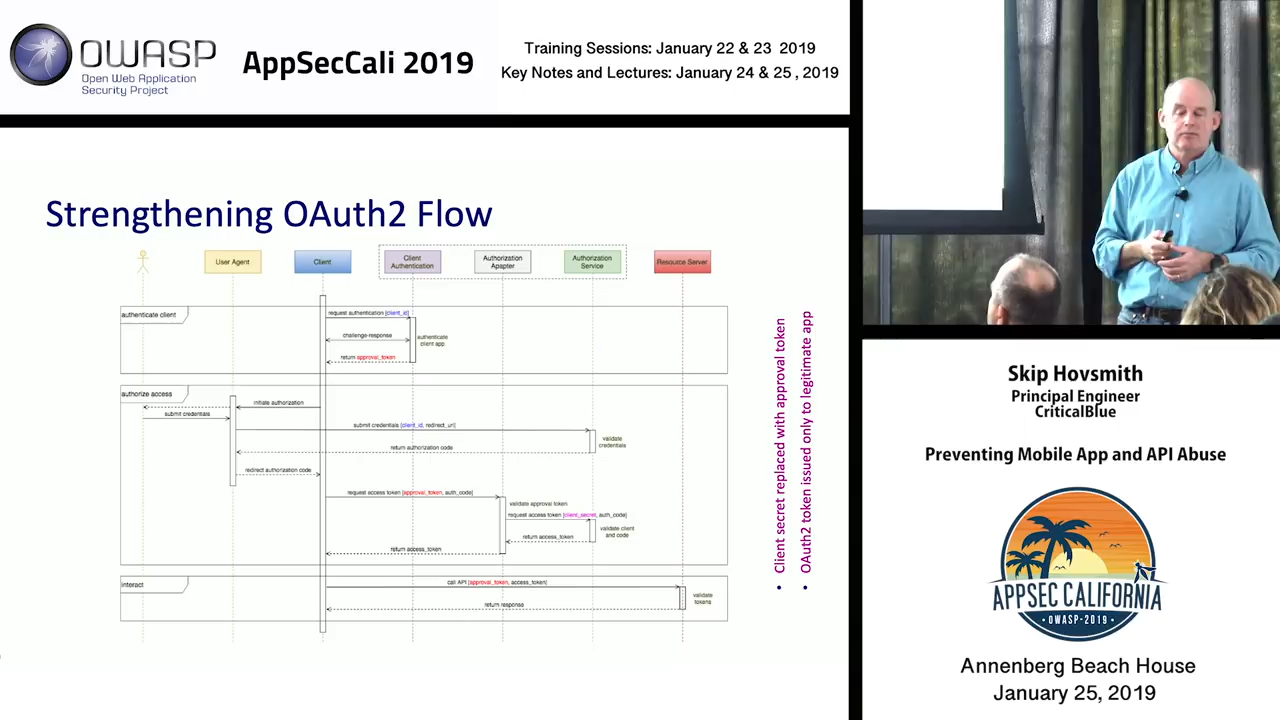 OWASP
Open Web Application
Security Project
AppSecCali 2019
Training Sessions: January 22 & 23 2019
Key Notes and Lectures: January 24 & 25 , 2019
Strengthening OAuth2 Flow
User Agent
Client
Client
Authentication
Authorization
Apapter
Authorization
Service
Resource Server
authenticate client
request authentication [client_id]
challenge-response
authenticate
client app
return approval_token
authorize access
initiate authorization
submit credentials
submit credentials [client_id, redirect_url]
validate
credentials
return authorization code
redirect authorization code
request access token [approval_token, auth_code]
validate approval token
request access token [client_secret, auth_code]
validate client
and code
return access_token
return access_token
interact
call API [approval_token, access_token]
validate
tokens
return response
• Client secret replaced with approval token
• OAuth2 token issued only to legitimate app
Skip Hovsmith
Principal Engineer
CriticalBlue
Preventing Mobile App and API Abuse
APPSEC CALIFORNIA
• OWASP-2019 •
Annenberg Beach House
January 25, 2019